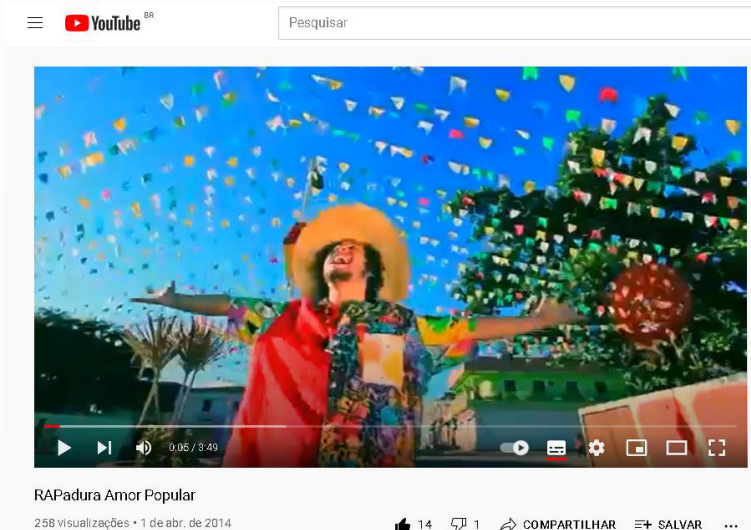 YouTube BR
Pesquisar
0:05 / 3:49
RAPadura Amor Popular
258 visualizações • 1 de abr. de 2014
14 1 COMPARTILHAR SALVAR ...